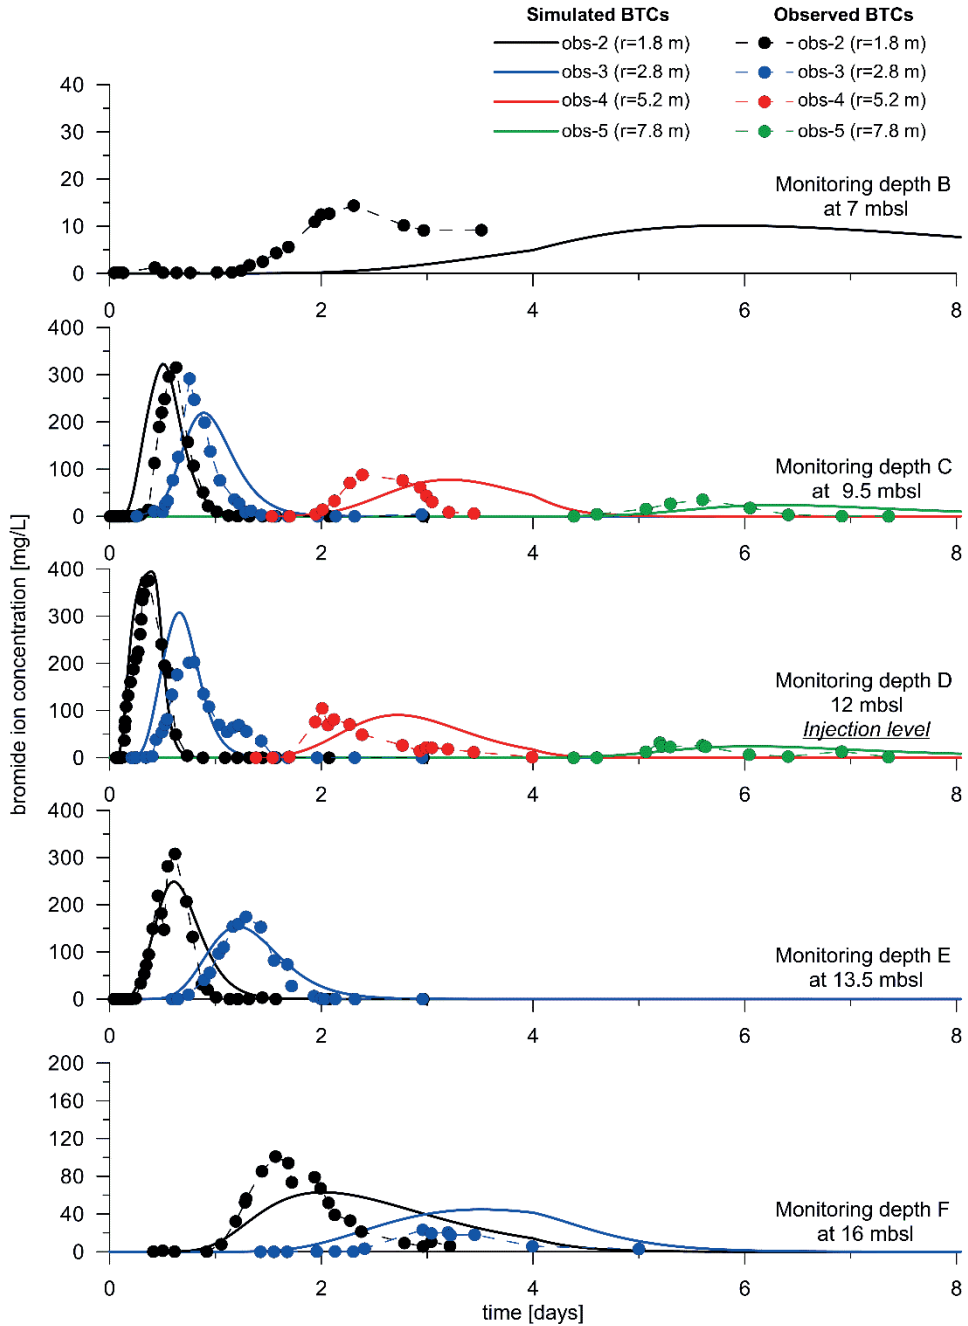 Simulated BTCs Observed BTCs
obs-2 (r=1.8 m) obs-2 (r=1.8 m)
obs-3 (r=2.8 m) obs-3 (r=2.8 m)
obs-4 (r=5.2 m) obs-4 (r=5.2 m)
obs-5 (r=7.8 m) obs-5 (r=7.8 m)
40
30
20
10
0
Monitoring depth B
at 7 mbsl
0 2 4 6 8
400
300
200
100
0
Monitoring depth C
at 9.5 mbsl
0 2 4 6 8
bromide ion concentration [mg/L]
400
300
200
100
0
Monitoring depth D
12 mbsl
Injection level
0 2 4 6 8
400
300
200
100
0
Monitoring depth E
at 13.5 mbsl
0 2 4 6 8
200
160
120
80
40
0
Monitoring depth F
at 16 mbsl
0 2 4 6 8
time [days]